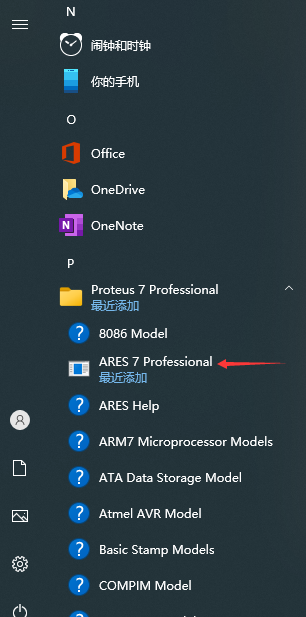 N
闹钟和时钟
你的手机
O
Office
OneDrive
N
OneNote
P
Proteus 7 Professional
最近添加
? 8086 Model
ARES 7 Professional
最近添加
? ARES Help
? ARM7 Microprocessor Models
? ATA Data Storage Model
? Atmel AVR Model
? Basic Stamp Models
? COMPIM Model